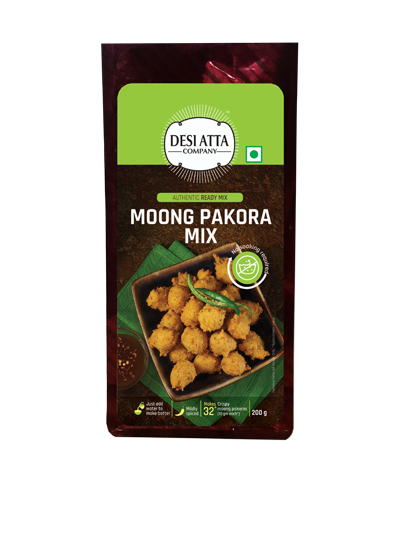 DESI ATTA
COMPANY
AUTHENTIC READY MIX
MOONG PAKORA
MIX
No soaking required
Just add
water to
make batter
Mildly
spiced
Makes
32*
Crispy
moong pakoras
200 g